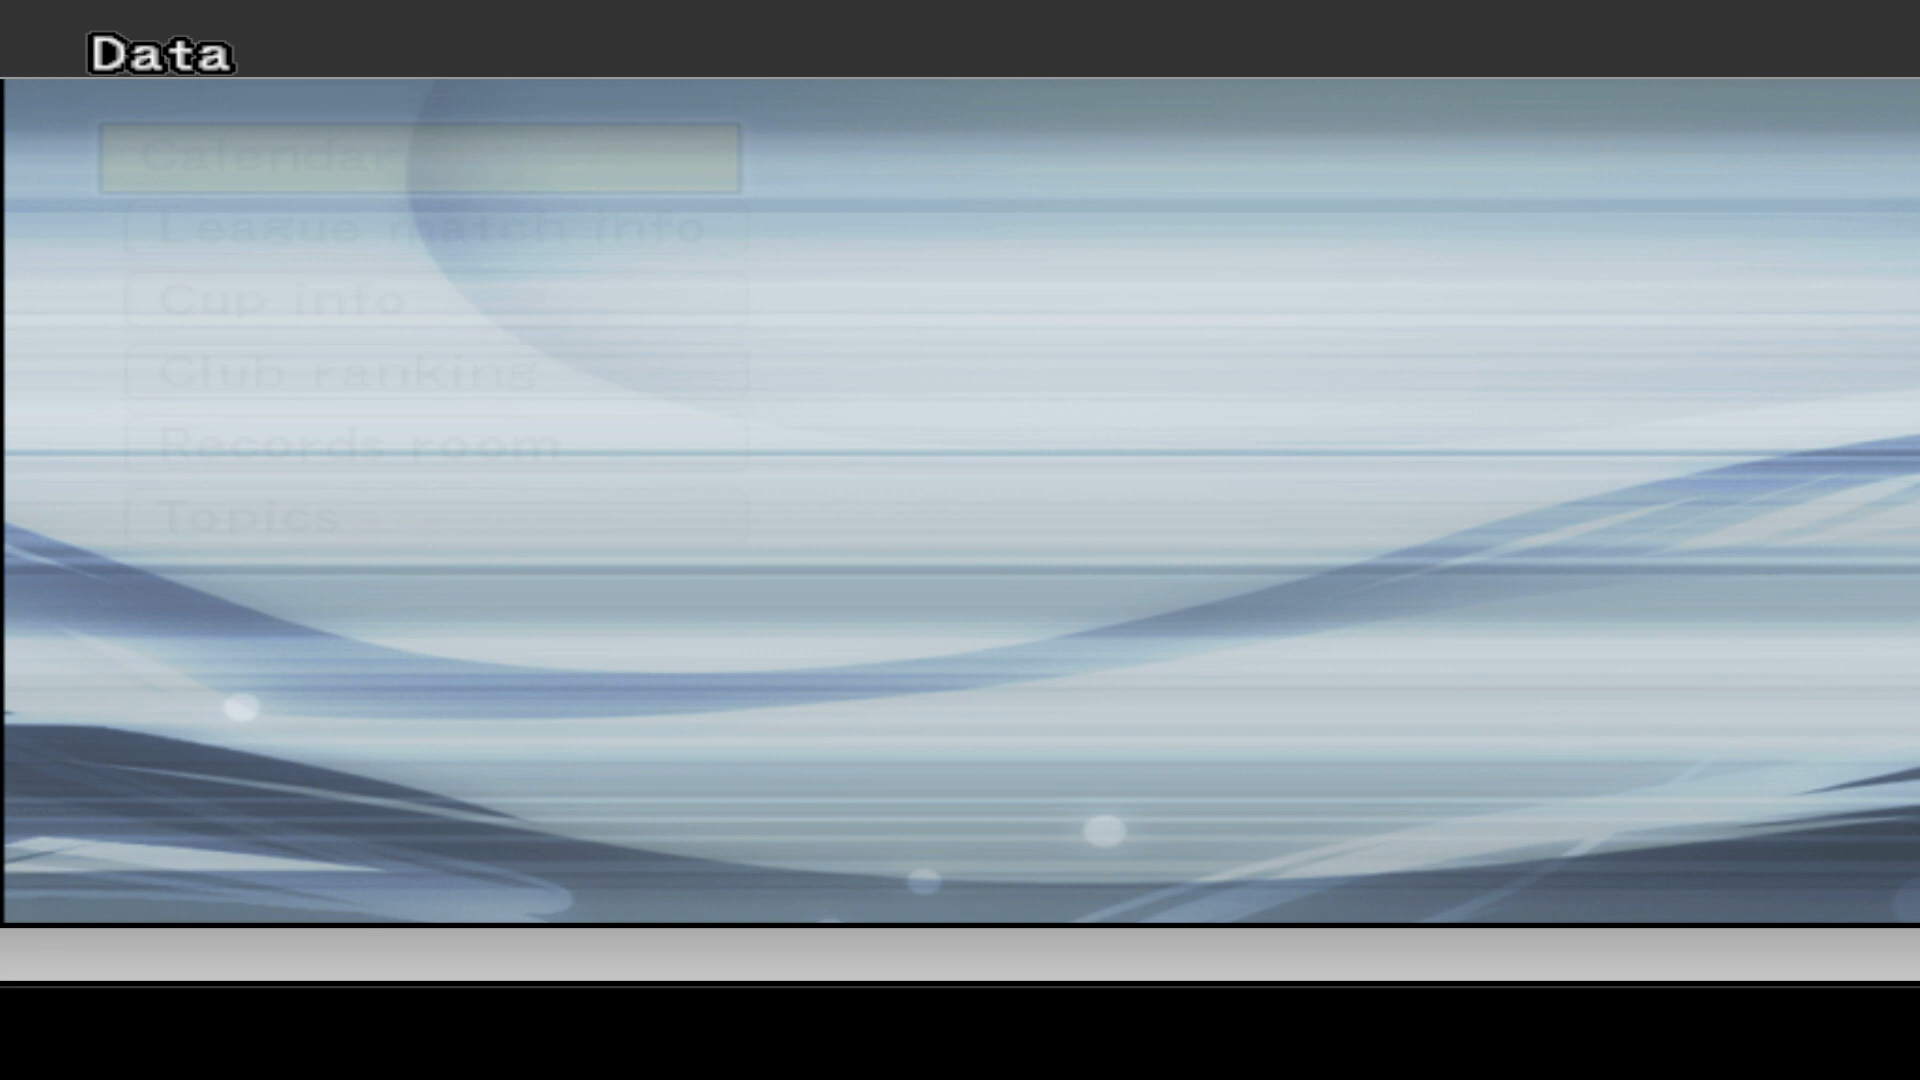 Data
Calendar
League match info
Cup info
Club ranking
Records room
Topics